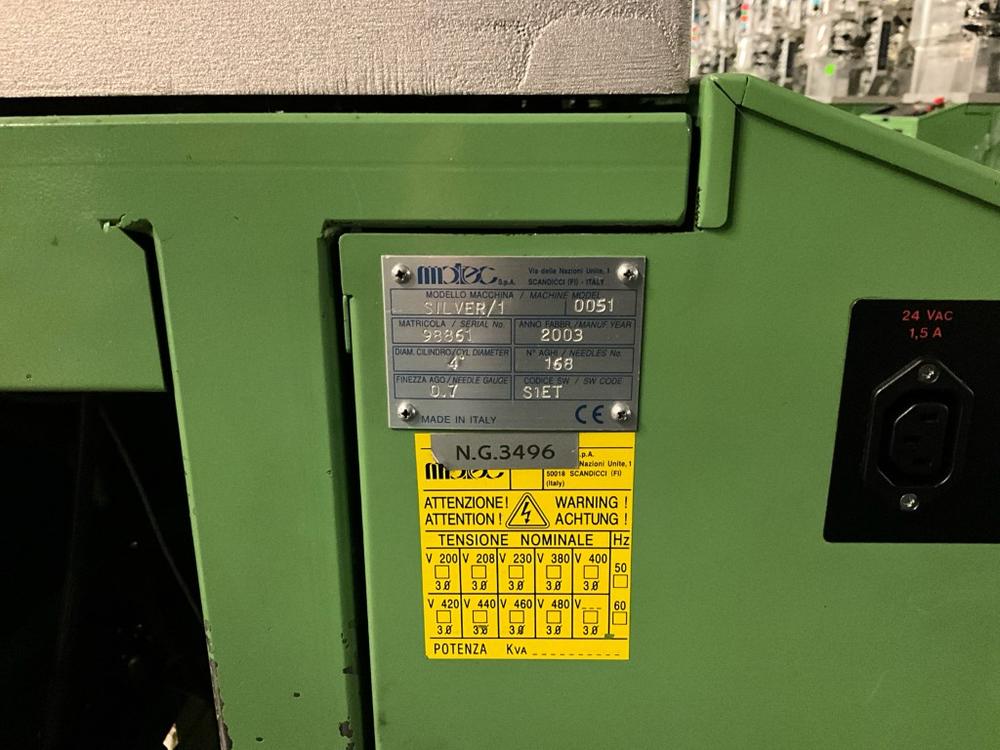 matec S.p.A.
Via delle Nazioni Unite, 1
SCANDICCI (FI) - ITALY
MODELLO MACCHINA / MACHINE MODEL
SILVER/1 0051
MATRICOLA / SERIAL No. ANNO FABBR./MANUF. YEAR
98861 2003
DIAM. CILINDRO/CYL. DIAMETER N° AGHI / NEEDLES No.
4" 168
FINEZZA AGO / NEEDLE GAUGE CODICE SW / SW CODE
0.7 S1ET
MADE IN ITALY CE
N.G.3496
.p.A.
Nazioni Unite, 1
50018 SCANDICCI (FI)
(Italy)
ATTENZIONE! WARNING!
ATTENTION! ACHTUNG!
TENSIONE NOMINALE Hz
V 200 V 208 V 230 V 380 V 400 50
3Ø 3Ø 3Ø 3Ø 3Ø
V 420 V 440 V 460 V 480 V___ 60
3Ø 3Ø 3Ø 3Ø 3Ø
POTENZA KVA ___________
24 VAC
1,5 A